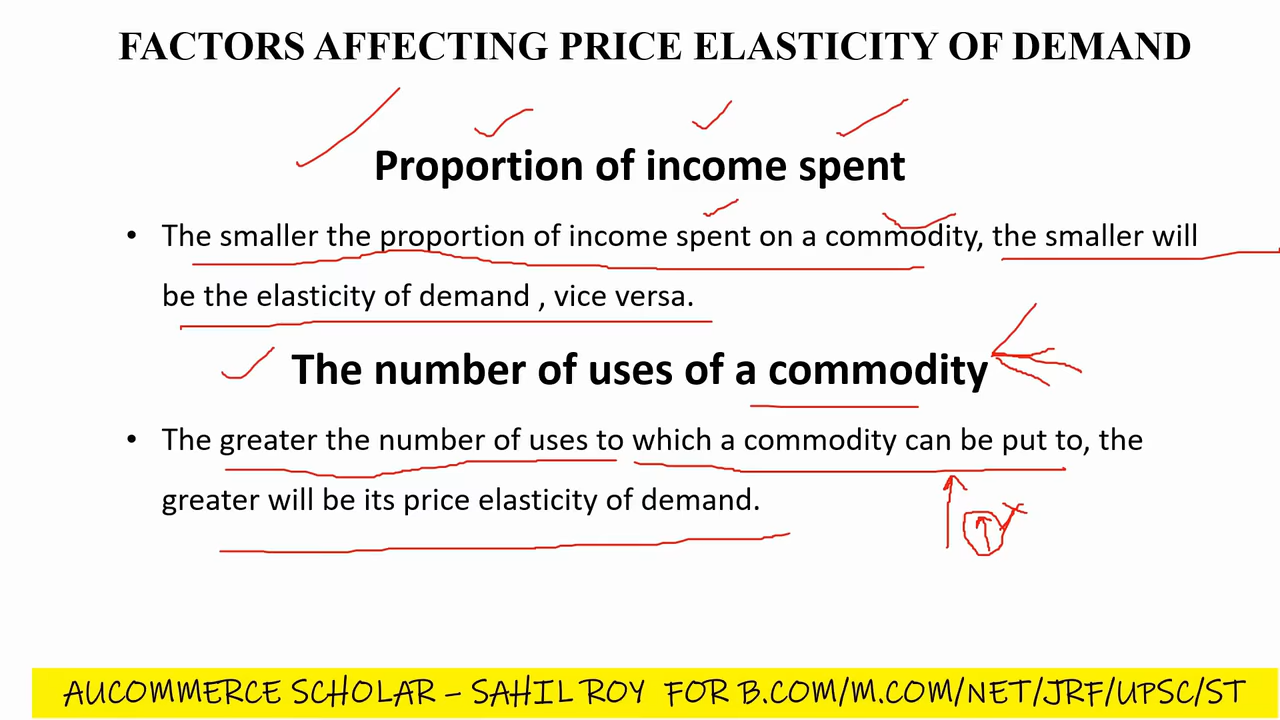 FACTORS AFFECTING PRICE ELASTICITY OF DEMAND
Proportion of income spent
• The smaller the proportion of income spent on a commodity, the smaller will
be the elasticity of demand , vice versa.
The number of uses of a commodity
• The greater the number of uses to which a commodity can be put to, the
greater will be its price elasticity of demand.
AUCOMMERCE SCHOLAR – SAHIL ROY FOR B.COM/M.COM/NET/JRF/UPSC/ST